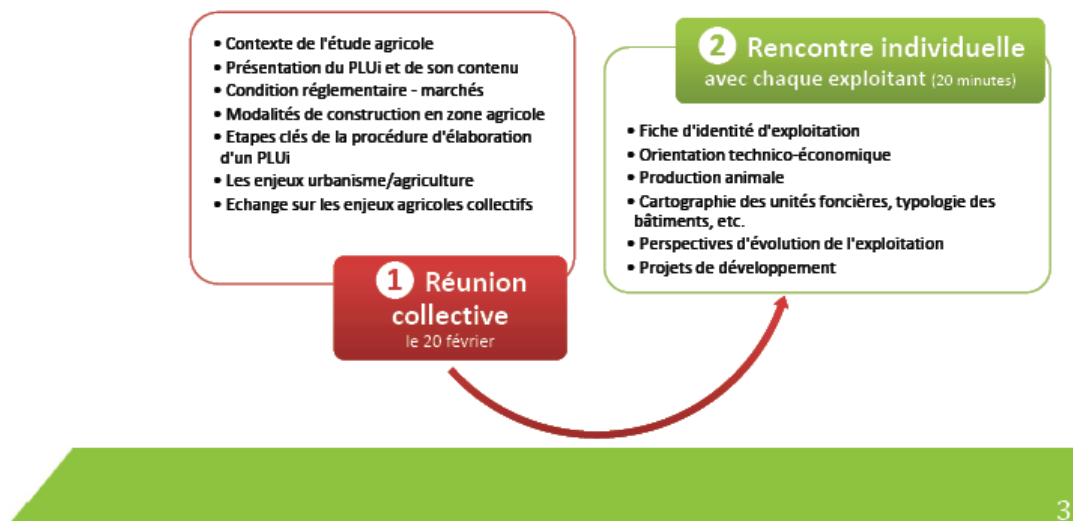 • Contexte de l'étude agricole
• Présentation du PLUi et de son contenu
• Condition réglementaire - marchés
• Modalités de construction en zone agricole
• Etapes clés de la procédure d'élaboration
d'un PLUi
• Les enjeux urbanisme/agriculture
• Echange sur les enjeux agricoles collectifs
1 Réunion
collective
le 20 février
2 Rencontre individuelle
avec chaque exploitant (20 minutes)
• Fiche d'identité d'exploitation
• Orientation technico-économique
• Production animale
• Cartographie des unités foncières, typologie des
bâtiments, etc.
• Perspectives d'évolution de l'exploitation
• Projets de développement
3